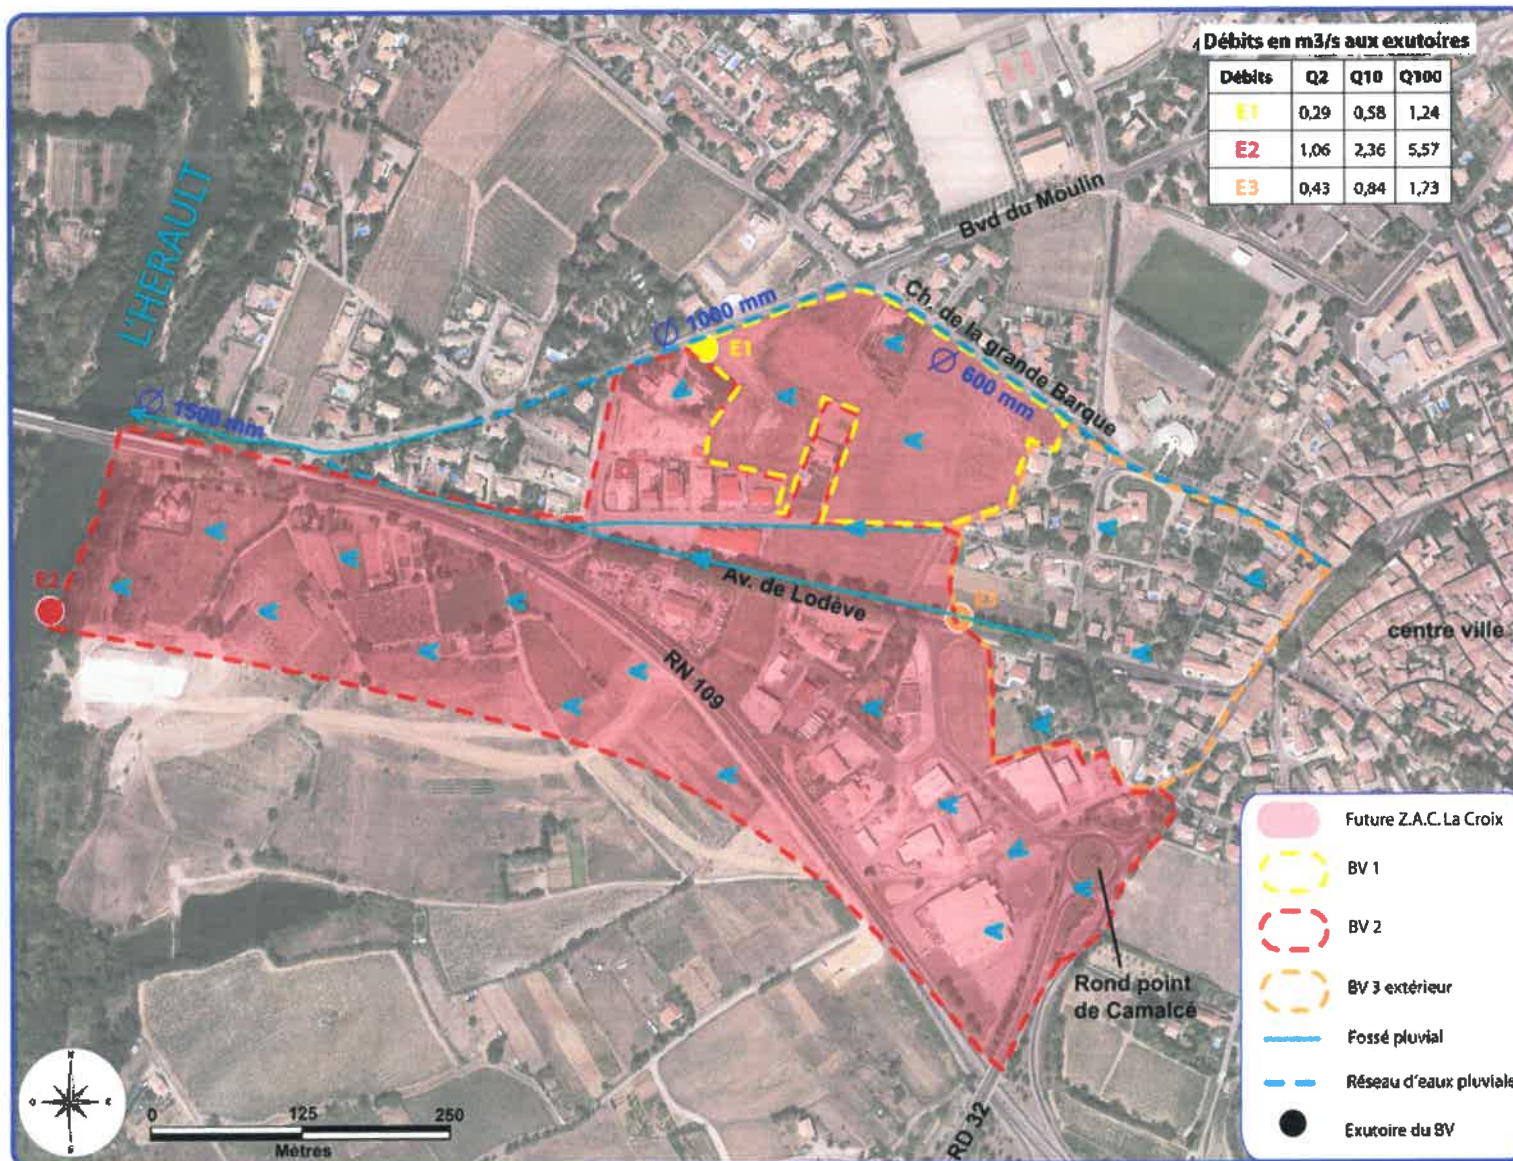 Débits en m3/s aux exutoires
Débits Q2 Q10 Q100
E1 0,29 0,58 1,24
E2 1,06 2,36 5,57
E3 0,43 0,84 1,73
L'HERAULT
Bvd du Moulin
Ch. de la grande Barque
Ø 1000 mm
Ø 600 mm
Ø 1500 mm
E1
E2
E3
Av. de Lodève
RN 109
centre ville
Rond point
de Camalcé
RD 32
Future Z.A.C. La Croix
BV 1
BV 2
BV 3 extérieur
Fossé pluvial
Réseau d'eaux pluviale
Exutoire du BV
N
S
0 125 250
Mètres